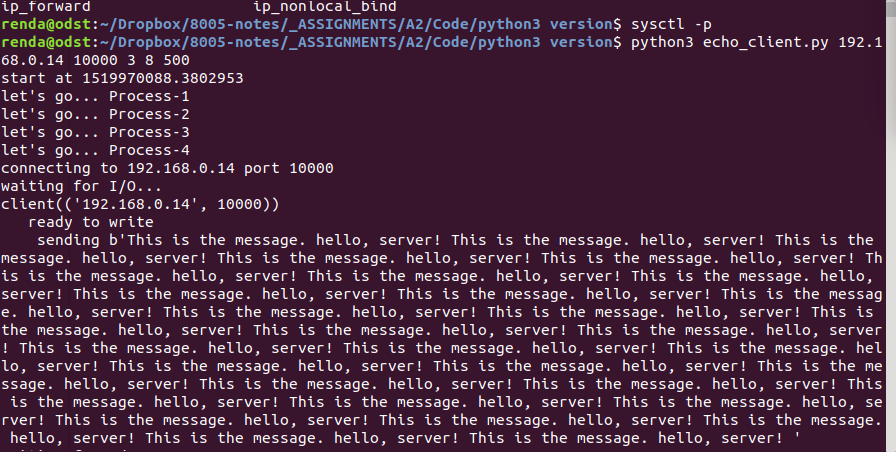 ip_forward                  ip_nonlocal_bind
renda@odst:~/Dropbox/8005-notes/_ASSIGNMENTS/A2/Code/python3 version$ sysctl -p
renda@odst:~/Dropbox/8005-notes/_ASSIGNMENTS/A2/Code/python3 version$ python3 echo_client.py 192.1
68.0.14 10000 3 8 500
start at 1519970088.3802953
let's go... Process-1
let's go... Process-2
let's go... Process-3
let's go... Process-4
connecting to 192.168.0.14 port 10000
waiting for I/O...
client(('192.168.0.14', 10000))
   ready to write
    sending b'This is the message. hello, server! This is the message. hello, server! This is the
message. hello, server! This is the message. hello, server! This is the message. hello, server! Th
is is the message. hello, server! This is the message. hello, server! This is the message. hello,
server! This is the message. hello, server! This is the message. hello, server! This is the messag
e. hello, server! This is the message. hello, server! This is the message. hello, server! This is
the message. hello, server! This is the message. hello, server! This is the message. hello, server
! This is the message. hello, server! This is the message. hello, server! This is the message. hel
lo, server! This is the message. hello, server! This is the message. hello, server! This is the me
ssage. hello, server! This is the message. hello, server! This is the message. hello, server! This
 is the message. hello, server! This is the message. hello, server! This is the message. hello, se
rver! This is the message. hello, server! This is the message. hello, server! This is the message.
 hello, server! This is the message. hello, server! This is the message. hello, server! '